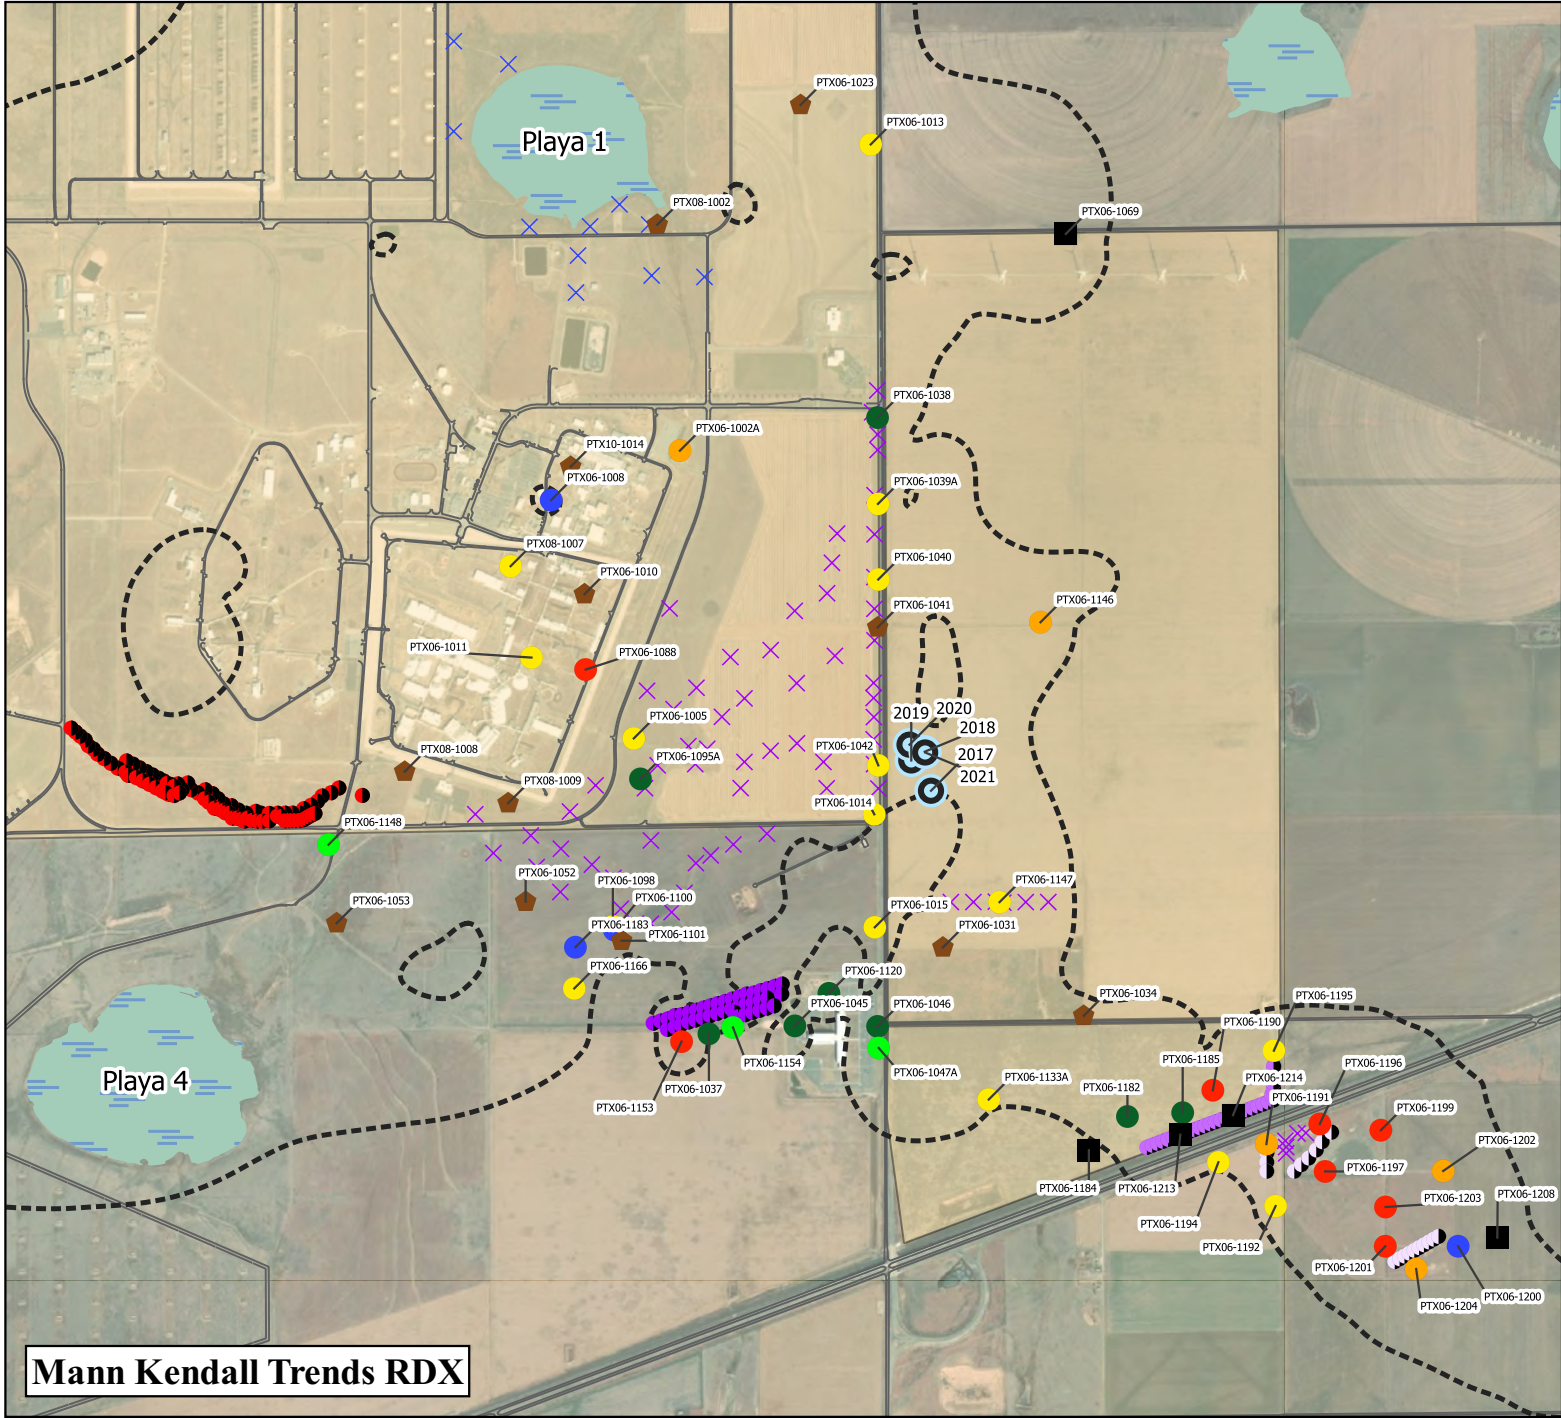 PTX06-1023
PTX06-1013
Playa 1
PTX08-1002
PTX06-1069
PTX06-1038
PTX06-1002A
PTX10-1014
PTX06-1008
PTX06-1039A
PTX08-1007
PTX06-1040
PTX06-1010
PTX06-1041
PTX06-1146
PTX06-1011
PTX06-1088
PTX06-1005
2019
2020
2018
PTX06-1042
2017
PTX08-1008
PTX06-1095A
2021
PTX08-1009
PTX06-1014
PTX06-1148
PTX06-1052
PTX06-1098
PTX06-1147
PTX06-1053
PTX06-1100
PTX06-1015
PTX06-1183
PTX06-1101
PTX06-1031
PTX06-1166
PTX06-1120
PTX06-1034
PTX06-1195
PTX06-1045
PTX06-1046
PTX06-1190
PTX06-1185
PTX06-1196
PTX06-1154
PTX06-1047A
PTX06-1133A
PTX06-1214
Playa 4
PTX06-1037
PTX06-1182
PTX06-1191
PTX06-1153
PTX06-1199
PTX06-1202
PTX06-1197
PTX06-1184
PTX06-1213
PTX06-1208
PTX06-1203
PTX06-1194
PTX06-1192
PTX06-1201
PTX06-1200
PTX06-1204
Mann Kendall Trends RDX